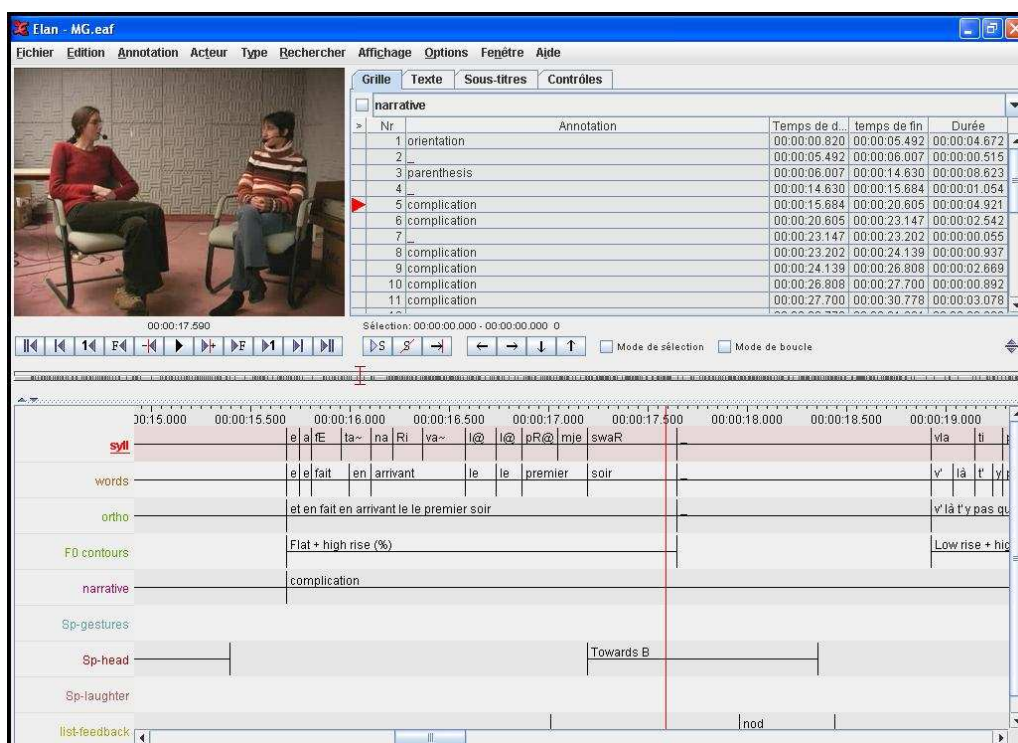 Elan - MG.eaf
Fichier Edition Annotation Acteur Type Rechercher Affichage Options Fenêtre Aide
Grille Texte Sous-titres Contrôles
narrative
> Nr Annotation Temps de d... temps de fin Durée
1 orientation 00:00:00.820 00:00:05.492 00:00:04.672
2 _ 00:00:05.492 00:00:06.007 00:00:00.515
3 parenthesis 00:00:06.007 00:00:14.630 00:00:08.623
4 _ 00:00:14.630 00:00:15.684 00:00:01.054
5 complication 00:00:15.684 00:00:20.605 00:00:04.921
6 complication 00:00:20.605 00:00:23.147 00:00:02.542
7 _ 00:00:23.147 00:00:23.202 00:00:00.055
8 complication 00:00:23.202 00:00:24.139 00:00:00.937
9 complication 00:00:24.139 00:00:26.808 00:00:02.669
10 complication 00:00:26.808 00:00:27.700 00:00:00.892
11 complication 00:00:27.700 00:00:30.778 00:00:03.078
00:00:17.590 Sélection: 00:00:00.000 - 00:00:00.000 0
1 F F 1 S S Mode de sélection Mode de boucle
00:00:15.000 00:00:15.500 00:00:16.000 00:00:16.500 00:00:17.000 00:00:17.500 00:00:18.000 00:00:18.500 00:00:19.000
syll e a fE ta~ na Ri va~ l@ l@ pR@ mje swaR _ vla ti
words e e fait en arrivant le le premier soir _ v' là t' y
ortho et en fait en arrivant le le premier soir _ v' là t'y pas qu
F0 contours Flat + high rise (%) Low rise + hig
narrative complication
Sp-gestures
Sp-head Towards B
Sp-laughter
list-feedback nod